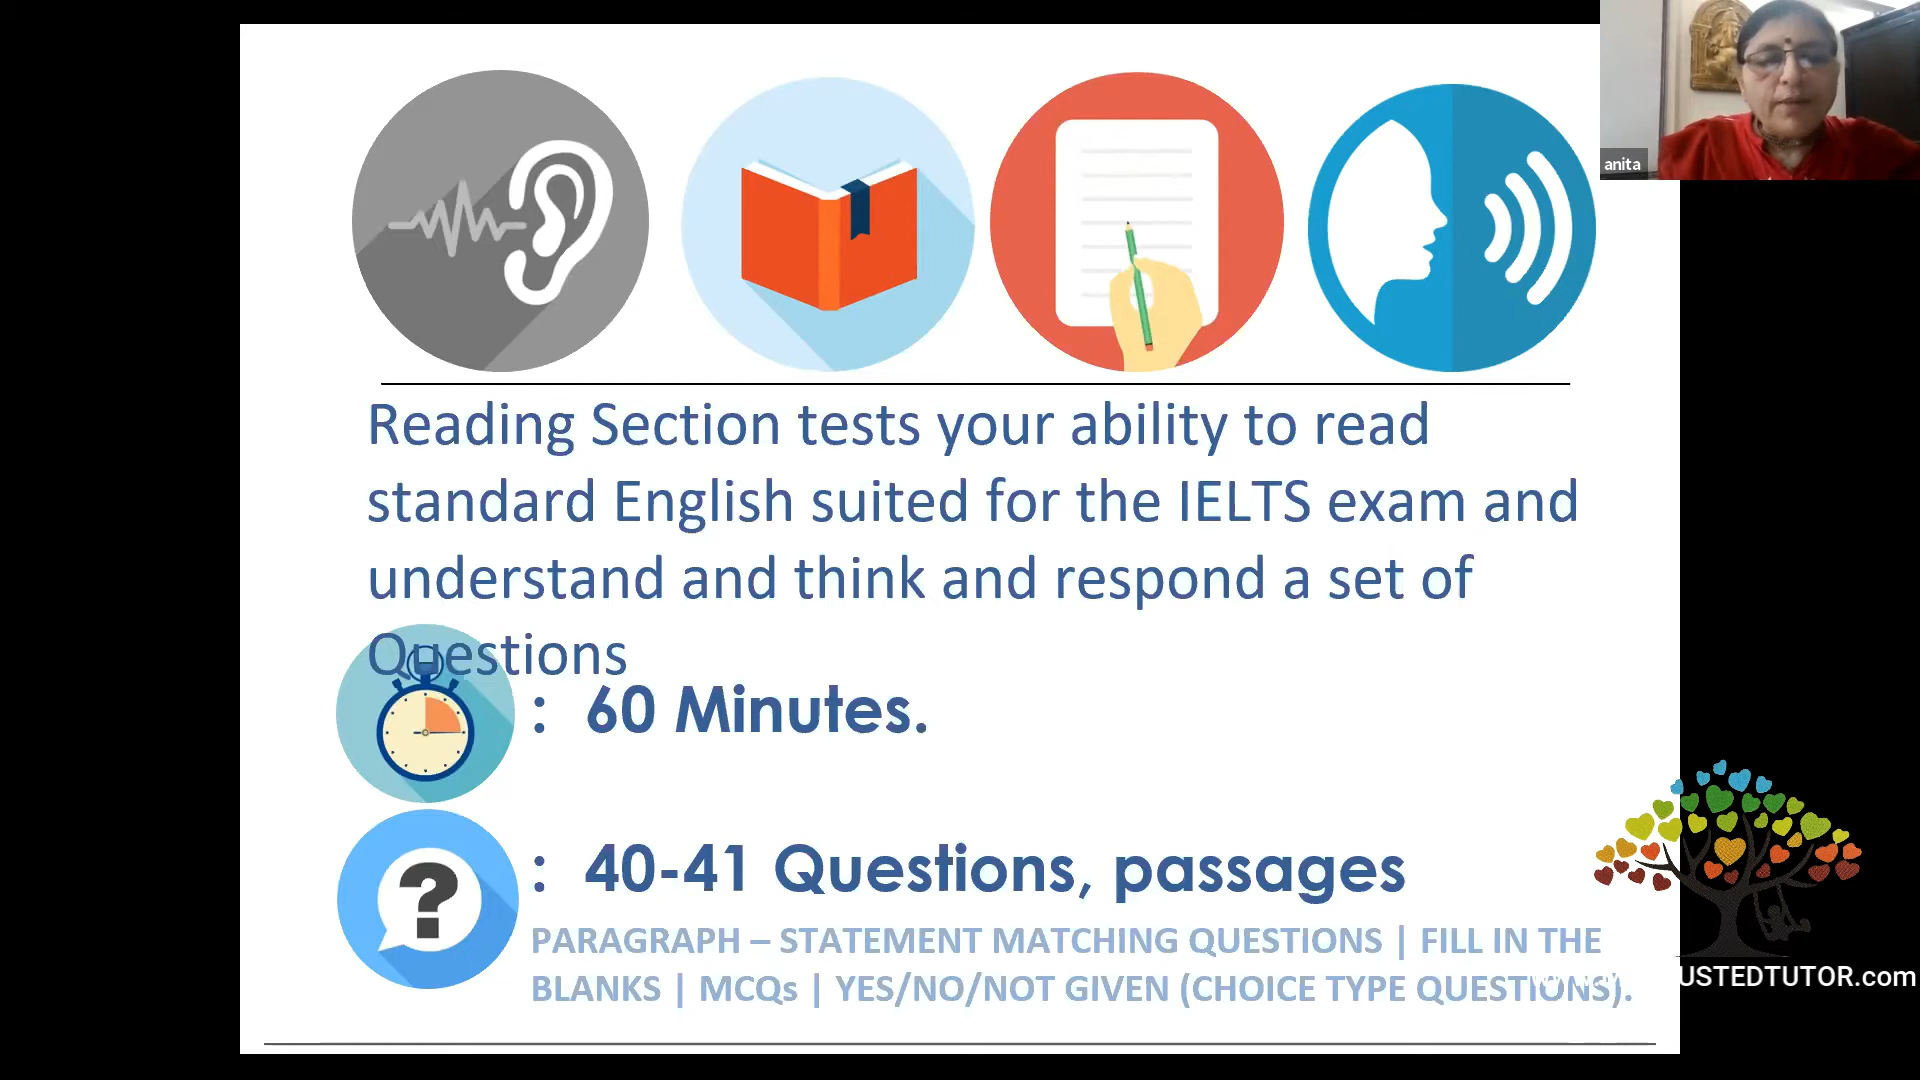 anita
Reading Section tests your ability to read
standard English suited for the IELTS exam and
understand and think and respond a set of
Questions
: 60 Minutes.
: 40-41 Questions, passages
PARAGRAPH – STATEMENT MATCHING QUESTIONS | FILL IN THE
BLANKS | MCQs | YES/NO/NOT GIVEN (CHOICE TYPE QUESTIONS).
USTEDTUTOR.com
?